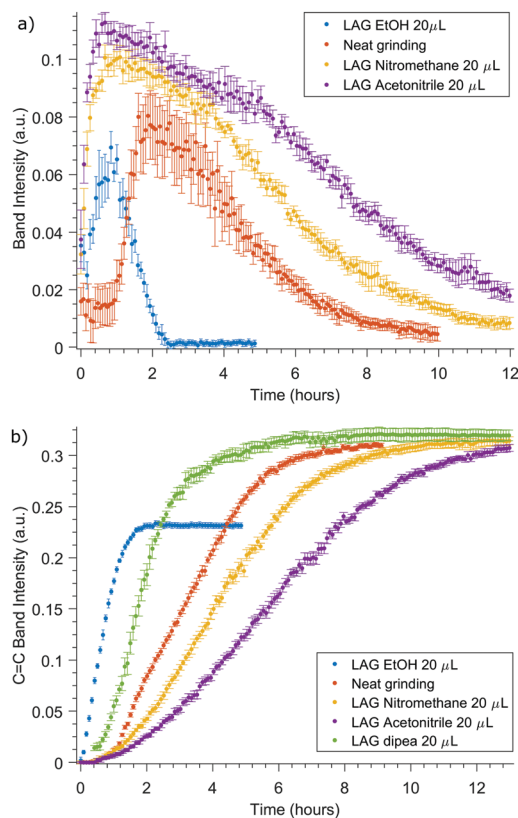 a)
LAG EtOH 20μL
Neat grinding
LAG Nitromethane 20 μL
LAG Acetonitrile 20 μL
0.1
0.08
0.06
0.04
0.02
0
Band Intensity (a.u.)
0 2 4 6 8 10 12
Time (hours)
b)
0.3
0.25
0.2
0.15
0.1
0.05
0
C=C Band Intensity (a.u.)
LAG EtOH 20 μL
Neat grinding
LAG Nitromethane 20 μL
LAG Acetonitrile 20 μL
LAG dipea 20 μL
0 2 4 6 8 10 12
Time (hours)